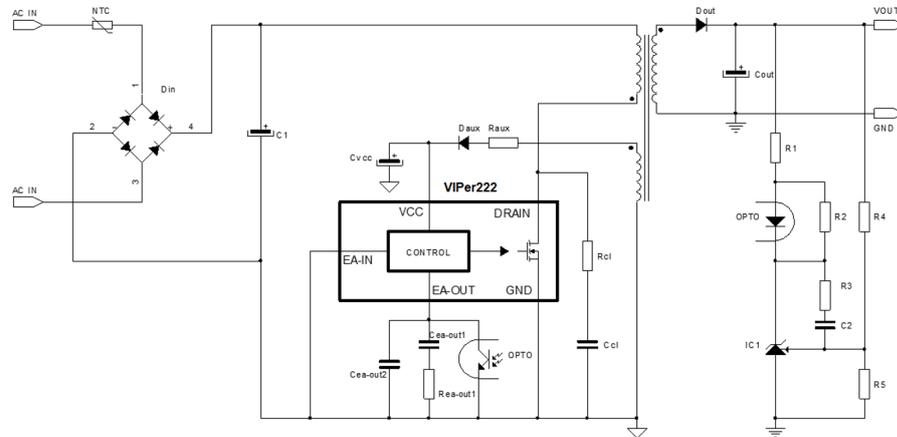 AC IN
NTC
Dout
VOUT
Din
1
2
4
3
C1
Cout
GND
Daux
Raux
Cvcc
R1
VIPer222
AC IN
VCC
DRAIN
OPTO
R2
R4
CONTROL
EA-IN
Rcl
EA-OUT
GND
R3
Cea-out1
C2
OPTO
Ccl
IC1
Cea-out2
Rea-out1
R5